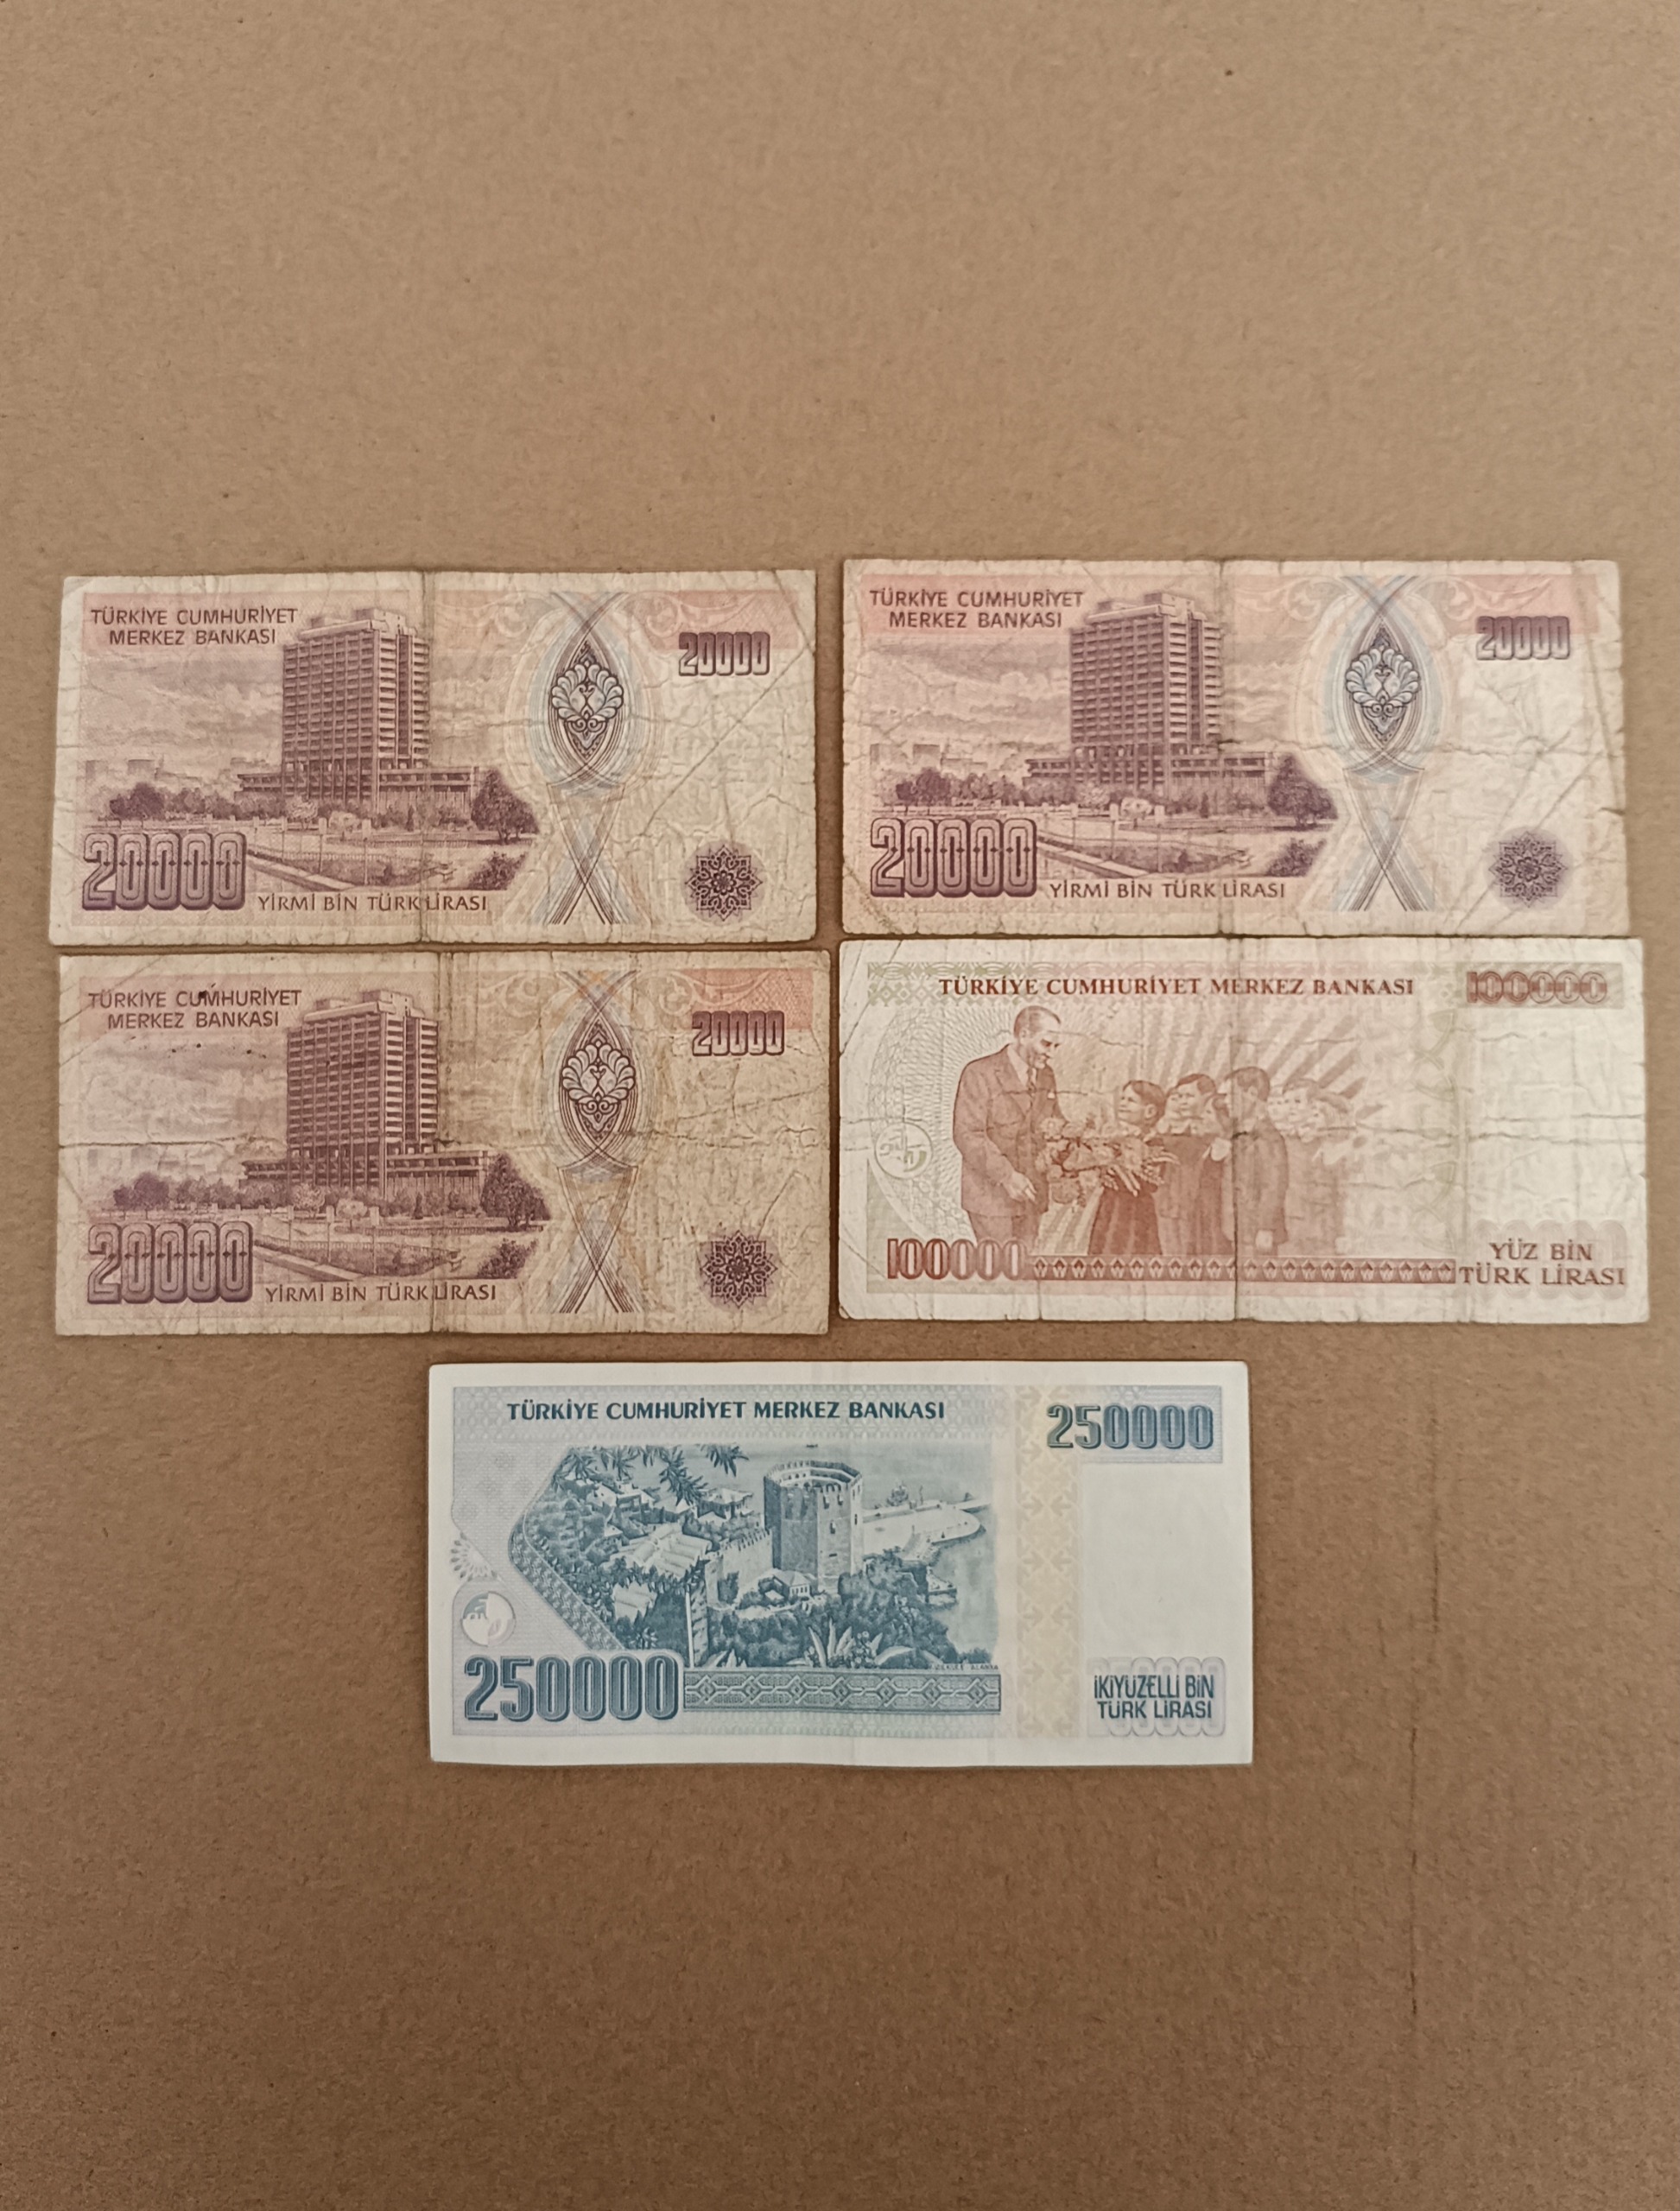 TÜRKİYE CUMHURİYET
MERKEZ BANKASI
20000
20000
YİRMİ BİN TÜRK LİRASI
TÜRKİYE CUMHURİYET
MERKEZ BANKASI
20000
20000
YİRMİ BİN TÜRK LİRASI
TÜRKİYE CUMHURİYET
MERKEZ BANKASI
20000
20000
YİRMİ BİN TÜRK LİRASI
TÜRKİYE CUMHURİYET MERKEZ BANKASI
100000
100000
YÜZ BİN
TÜRK LİRASI
TÜRKİYE CUMHURİYET MERKEZ BANKASI
250000
250000
İKİYÜZELLİ BİN
TÜRK LİRASI